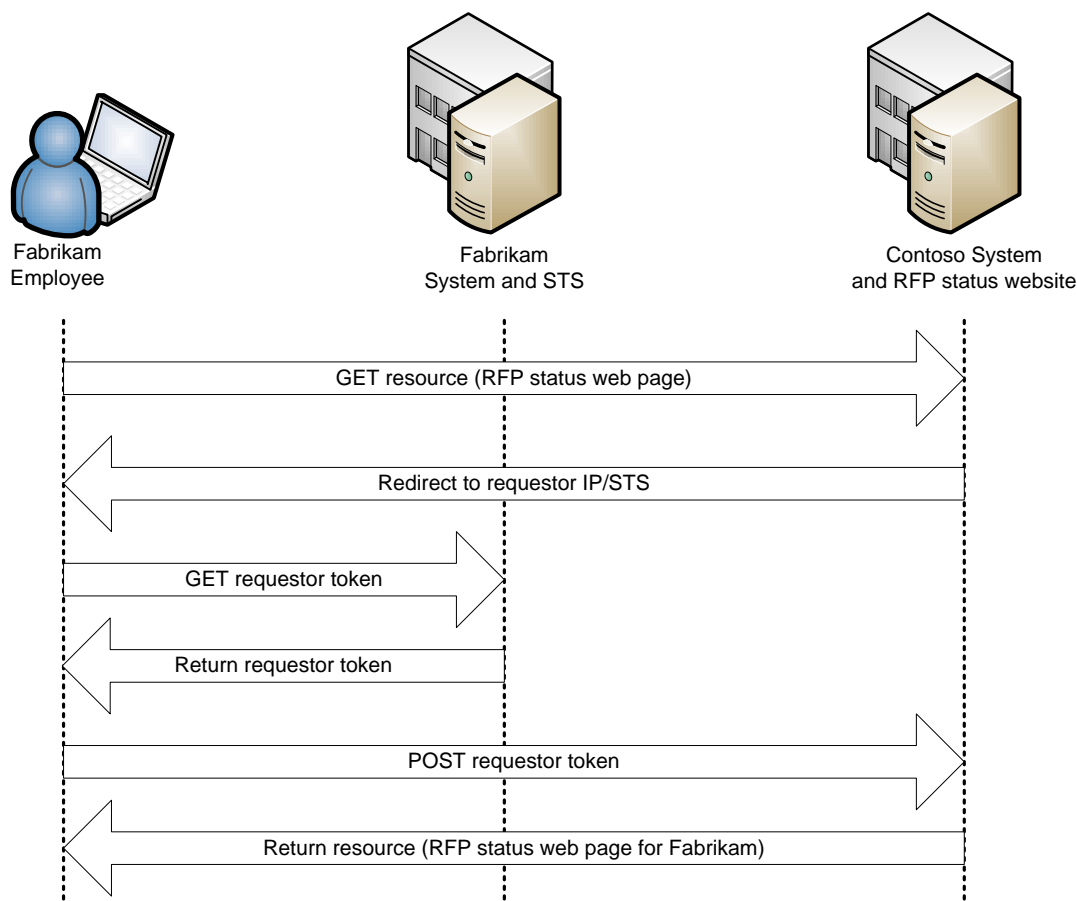 Fabrikam
Employee
Fabrikam
System and STS
Contoso System
and RFP status website
GET resource (RFP status web page)
Redirect to requestor IP/STS
GET requestor token
Return requestor token
POST requestor token
Return resource (RFP status web page for Fabrikam)